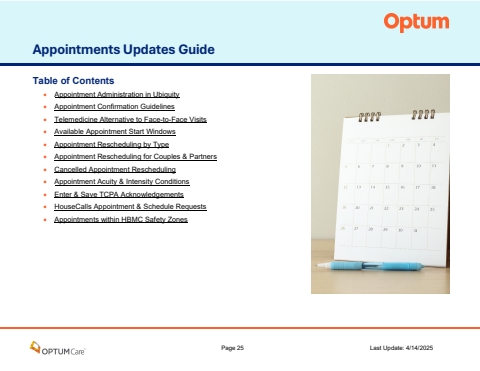 Optum
Appointments Updates Guide
Table of Contents
Appointment Administration in Ubiquity
Appointment Confirmation Guidelines
Telemedicine Alternative to Face-to-Face Visits
Available Appointment Start Windows
Appointment Rescheduling by Type
Appointment Rescheduling for Couples & Partners
Cancelled Appointment Rescheduling
Appointment Acuity & Intensity Conditions
Enter & Save TCPA Acknowledgements
HouseCalls Appointment & Schedule Requests
Appointments within HBMC Safety Zones
OPTUMCare
Page 25
Last Update: 4/14/2025